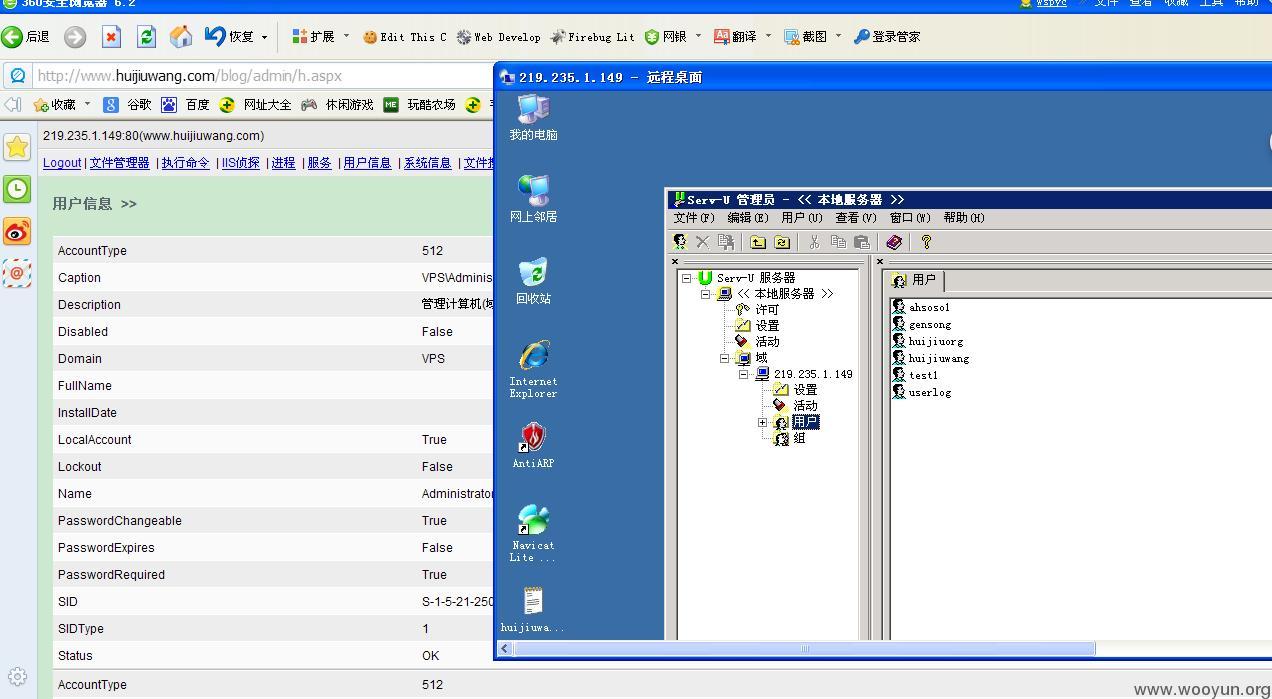 360安全浏览器 6.2
wspyc 文件 查看 收藏 工具 帮助
后退 恢复 扩展 Edit This C Web Develop Firebug Lit 网银 翻译 截图 登录管家
http://www.huijiuwang.com/blog/admin/h.aspx
收藏 谷歌 百度 网址大全 休闲游戏 ME 玩酷农场
219.235.1.149:80(www.huijiuwang.com)
Logout | 文件管理器 | 执行命令 | IIS侦探 | 进程 | 服务 | 用户信息 | 系统信息 | 文件
用户信息 >>
AccountType 512
Caption VPS\Adminis
Description 管理计算机(域
Disabled False
Domain VPS
FullName
InstallDate
LocalAccount True
Lockout False
Name Administrator
PasswordChangeable True
PasswordExpires False
PasswordRequired True
SID S-1-5-21-250
SIDType 1
Status OK
AccountType 512
219.235.1.149 - 远程桌面
我的电脑
网上邻居
回收站
Internet
Explorer
AntiARP
Navicat
Lite ...
huijiuwa...
Serv-U 管理员 - << 本地服务器 >>
文件(F) 编辑(E) 用户(U) 查看(V) 窗口(W) 帮助(H)
Serv-U 服务器
<< 本地服务器 >>
许可
设置
活动
域
219.235.1.149
设置
活动
用户
组
用户
ahsoso1
gensong
huijiuorg
huijiuwang
test1
userlog
www.wooyun.org